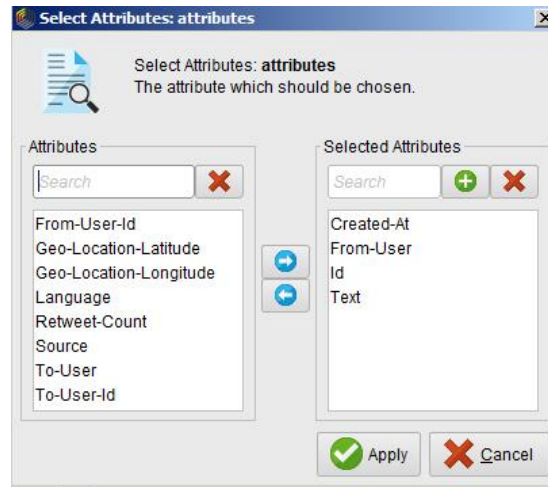 Select Attributes: attributes
Select Attributes: attributes
The attribute which should be chosen.
Attributes
Search
From-User-Id
Geo-Location-Latitude
Geo-Location-Longitude
Language
Retweet-Count
Source
To-User
To-User-Id
Selected Attributes
Search
Created-At
From-User
Id
Text
Apply
Cancel